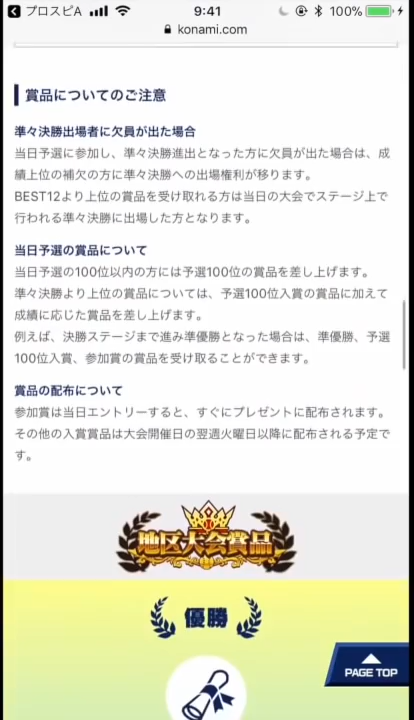 プロスピA
9:41
100%
konami.com
賞品についてのご注意
準々決勝出場者に欠員が出た場合
当日予選に参加し、準々決勝進出となった方に欠員が出た場合は、成
績上位の補欠の方に準々決勝への出場権利が移ります。
BEST12より上位の賞品を受け取れる方は当日の大会でステージ上で
行われる準々決勝に出場した方となります。
当日予選の賞品について
当日予選の100位以内の方には予選100位の賞品を差し上げます。
準々決勝より上位の賞品については、予選100位入賞の賞品に加えて
成績に応じた賞品を差し上げます。
例えば、決勝ステージまで進み準優勝となった場合は、準優勝、予選
100位入賞、参加賞の賞品を受け取ることができます。
賞品の配布について
参加賞は当日エントリーすると、すぐにプレゼントに配布されます。
その他の入賞賞品は大会開催日の翌週火曜日以降に配布される予定で
す。
地区大会賞品
優勝
PAGE TOP